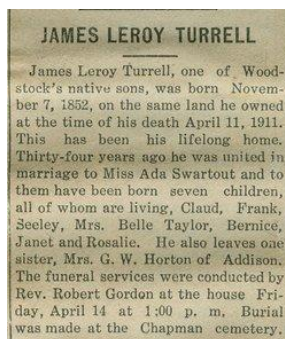 JAMES LEROY TURRELL
James Leroy Turrell, one of Wood-
stock's native sons, was born Novem-
ber 7, 1852, on the same land he owned
at the time of his death April 11, 1911.
This has been his lifelong home.
Thirty-four years ago he was united in
marriage to Miss Ada Swartout and to
them have been born seven children,
all of whom are living, Claud, Frank,
Seeley, Mrs. Belle Taylor, Bernice,
Janet and Rosalie. He also leaves one
sister, Mrs. G. W. Horton of Addison.
The funeral services were conducted by
Rev. Robert Gordon at the house Fri-
day, April 14 at 1:00 p. m. Burial
was made at the Chapman cemetery.